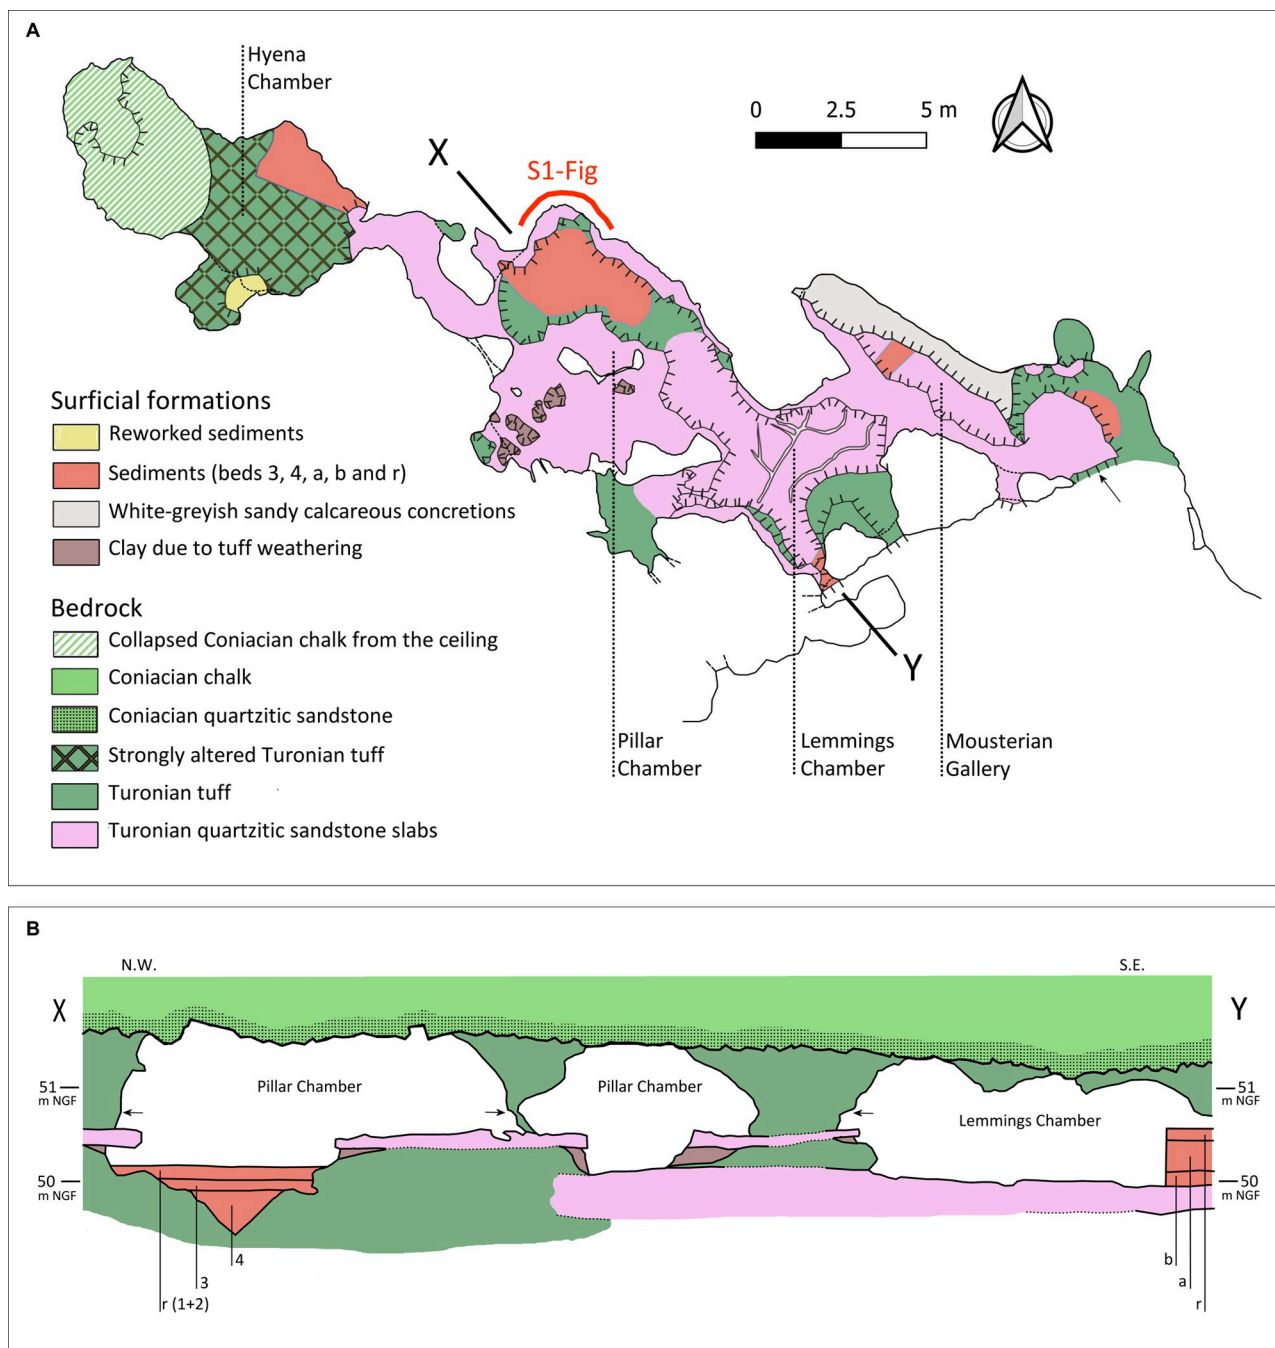 A
Hyena
Chamber
0 2.5 5 m
X
S1-Fig
Surficial formations
Reworked sediments
Sediments (beds 3, 4, a, b and r)
White-greyish sandy calcareous concretions
Clay due to tuff weathering
Bedrock
Collapsed Coniacian chalk from the ceiling
Coniacian chalk
Coniacian quartzitic sandstone
Strongly altered Turonian tuff
Turonian tuff
Turonian quartzitic sandstone slabs
Y
Pillar
Chamber
Lemmings
Chamber
Mousterian
Gallery
B
N.W.
S.E.
X
Y
51
m NGF
Pillar Chamber
Pillar Chamber
Lemmings Chamber
51
m NGF
50
m NGF
50
m NGF
4
3
r (1+2)
b
a
r